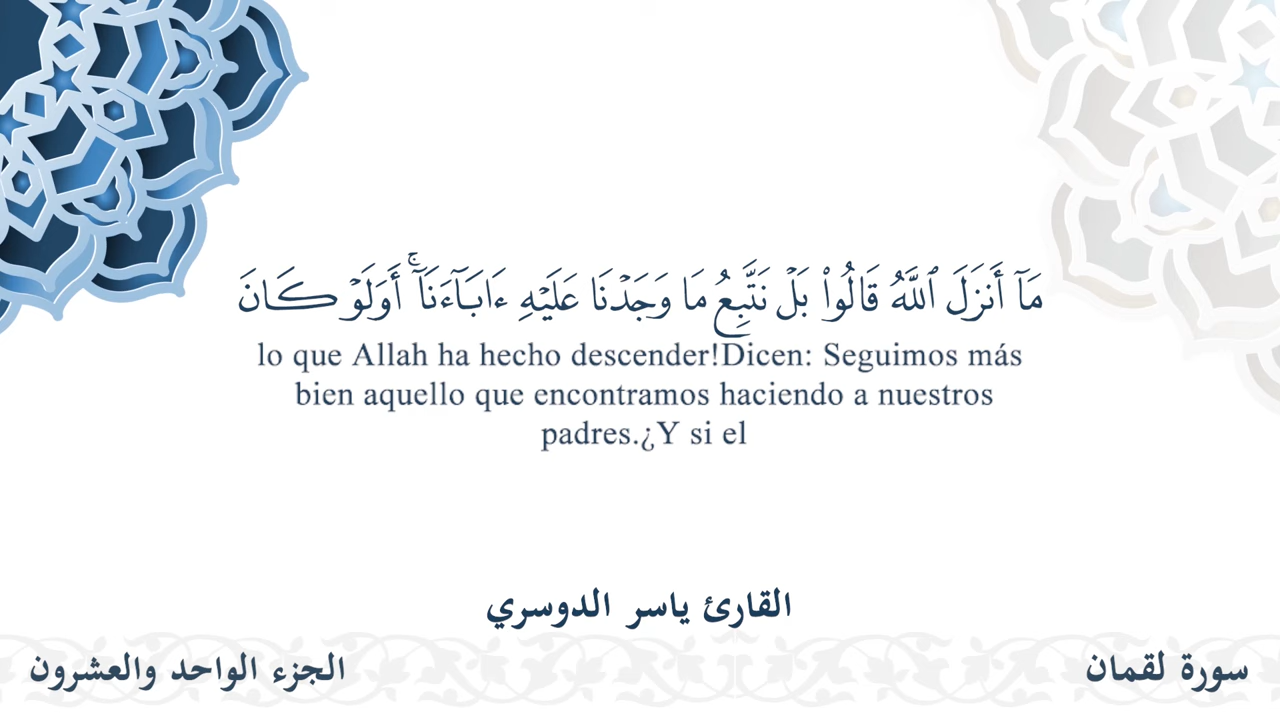 مَآ أَنزَلَ ٱللَّهُ قَالُوا۟ بَلْ نَتَّبِعُ مَا وَجَدْنَا عَلَيْهِ ءَابَآءَنَآ ۚ أَوَلَوْ كَانَ
lo que Allah ha hecho descender!Dicen: Seguimos más
bien aquello que encontramos haciendo a nuestros
padres.¿Y si el
القارئ ياسر الدوسري
سورة لقمان
الجزء الواحد والعشرون